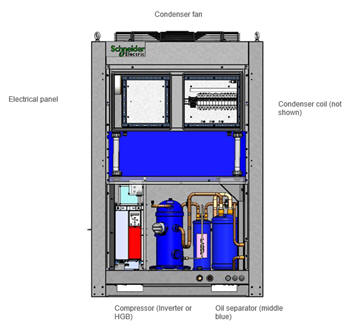 Condenser fan
Schneider
Electric
Electrical panel
Condenser coil (not
shown)
Compressor (Inverter or
HGB)
Oil separator (middle
blue)